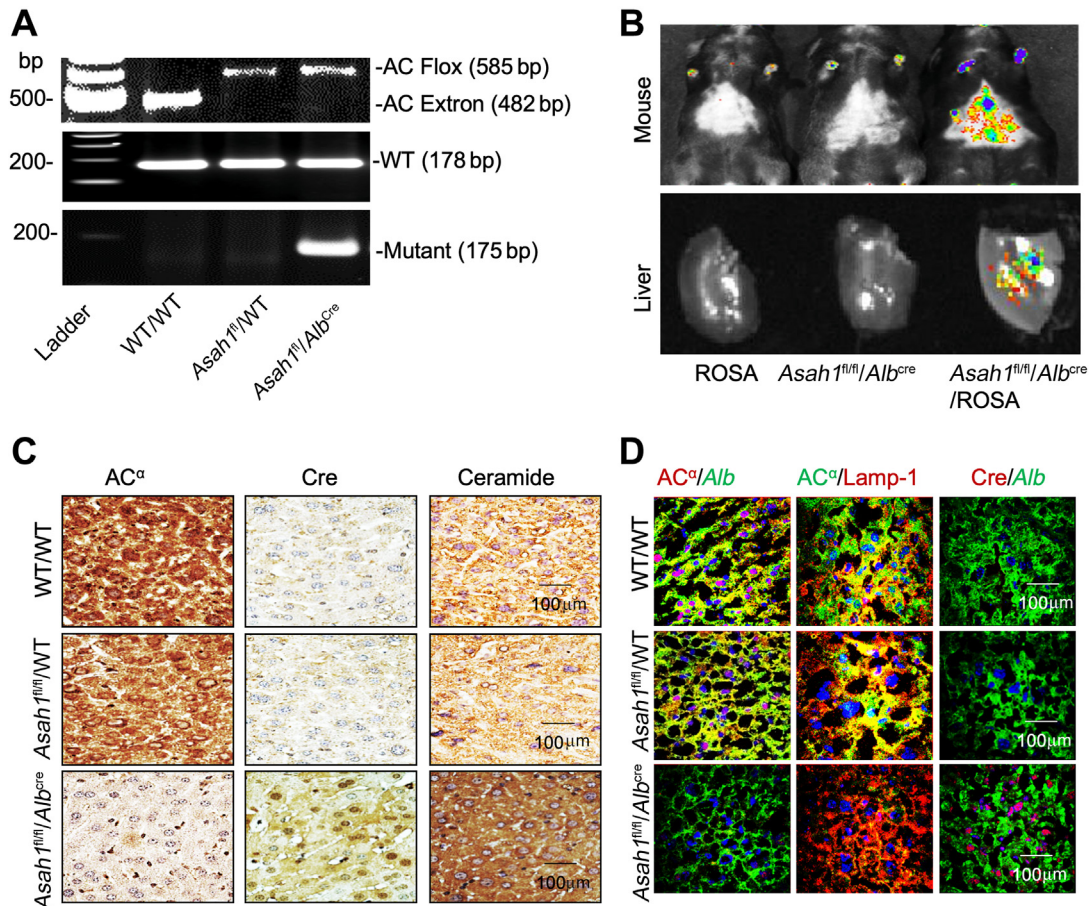 A
bp
500-
-AC Flox (585 bp)
-AC Extron (482 bp)
200-
-WT (178 bp)
200-
-Mutant (175 bp)
Ladder
WT/WT
Asah1fl/WT
Asah1fl/AlbCre
B
Mouse
Liver
ROSA
Asah1fl/fl/Albcre
Asah1fl/fl/Albcre
/ROSA
C
ACα
Cre
Ceramide
WT/WT
100μm
Asah1fl/fl/WT
100μm
Asah1fl/fl/Albcre
100μm
D
ACα/Alb
ACα/Lamp-1
Cre/Alb
WT/WT
100μm
Asah1fl/fl/WT
100μm
Asah1fl/fl/Albcre
100μm